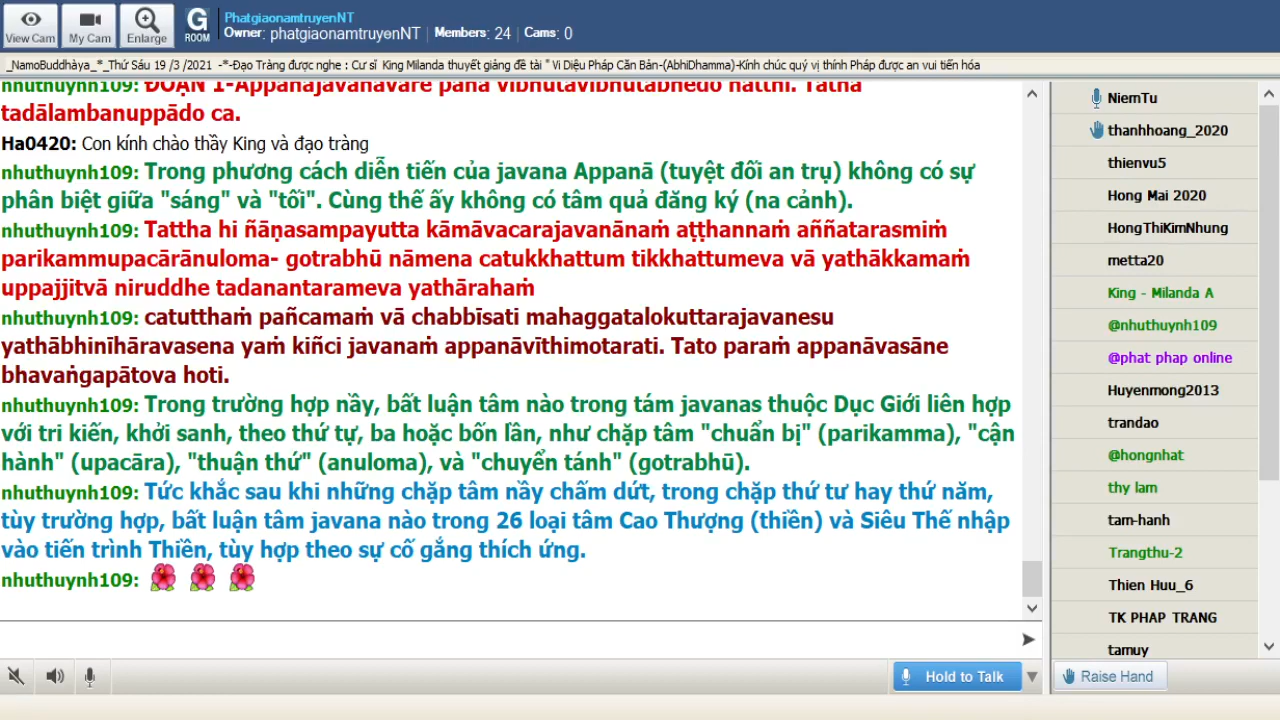 View Cam
My Cam
Enlarge
G
ROOM
PhatgiaonamtruyenNT
Owner: phatgiaonamtruyenNT | Members: 24 | Cams: 0
_NamoBuddhàya_*_Thứ Sáu 19 /3 /2021 -*-Đạo Tràng được nghe : Cư sĩ King Milanda thuyết giảng đề tài " Vi Diệu Pháp Căn Bản-(AbhiDhamma)-Kính chúc quý vị thính Pháp được an vui tiến hóa
nhuthuynh109: ĐOẠN 1-Appanājavanavāre pana vibhūtāvibhūtabhedo natthi. Tathā
tadālambanuppādo ca.
Ha0420: Con kính chào thầy King và đạo tràng
nhuthuynh109: Trong phương cách diễn tiến của javana Appanā (tuyệt đối an trụ) không có sự
phân biệt giữa "sáng" và "tối". Cùng thế ấy không có tâm quả đăng ký (na cảnh).
nhuthuynh109: Tattha hi ñāṇasampayutta kāmāvacarajavanānaṁ aṭṭhannaṁ aññatarasmiṁ
parikammupacārānuloma- gotrabhū nāmena catukkhattum tikkhattumeva vā yathākkamaṁ
uppajjitvā niruddhe tadanantarameva yathārahaṁ
nhuthuynh109: catutthaṁ pañcamaṁ vā chabbīsati mahaggatalokuttarajavanesu
yathābhinīhāravasena yaṁ kiñci javanaṁ appanāvīthimotarati. Tato paraṁ appanāvasāne
bhavaṅgapātova hoti.
nhuthuynh109: Trong trường hợp nầy, bất luận tâm nào trong tám javanas thuộc Dục Giới liên hợp
với tri kiến, khởi sanh, theo thứ tự, ba hoặc bốn lần, như chặp tâm "chuẩn bị" (parikamma), "cận
hành" (upacāra), "thuận thứ" (anuloma), và "chuyển tánh" (gotrabhū).
nhuthuynh109: Tức khắc sau khi những chặp tâm nầy chấm dứt, trong chặp thứ tư hay thứ năm,
tùy trường hợp, bất luận tâm javana nào trong 26 loại tâm Cao Thượng (thiền) và Siêu Thế nhập
vào tiến trình Thiền, tùy hợp theo sự cố gắng thích ứng.
nhuthuynh109:
Hold to Talk
NiemTu
thanhhoang_2020
thienvu5
Hong Mai 2020
HongThiKimNhung
metta20
King - Milanda A
@nhuthuynh109
@phat phap online
Huyenmong2013
trandao
@hongnhat
thy lam
tam-hanh
Trangthu-2
Thien Huu_6
TK PHAP TRANG
tamuy
Raise Hand